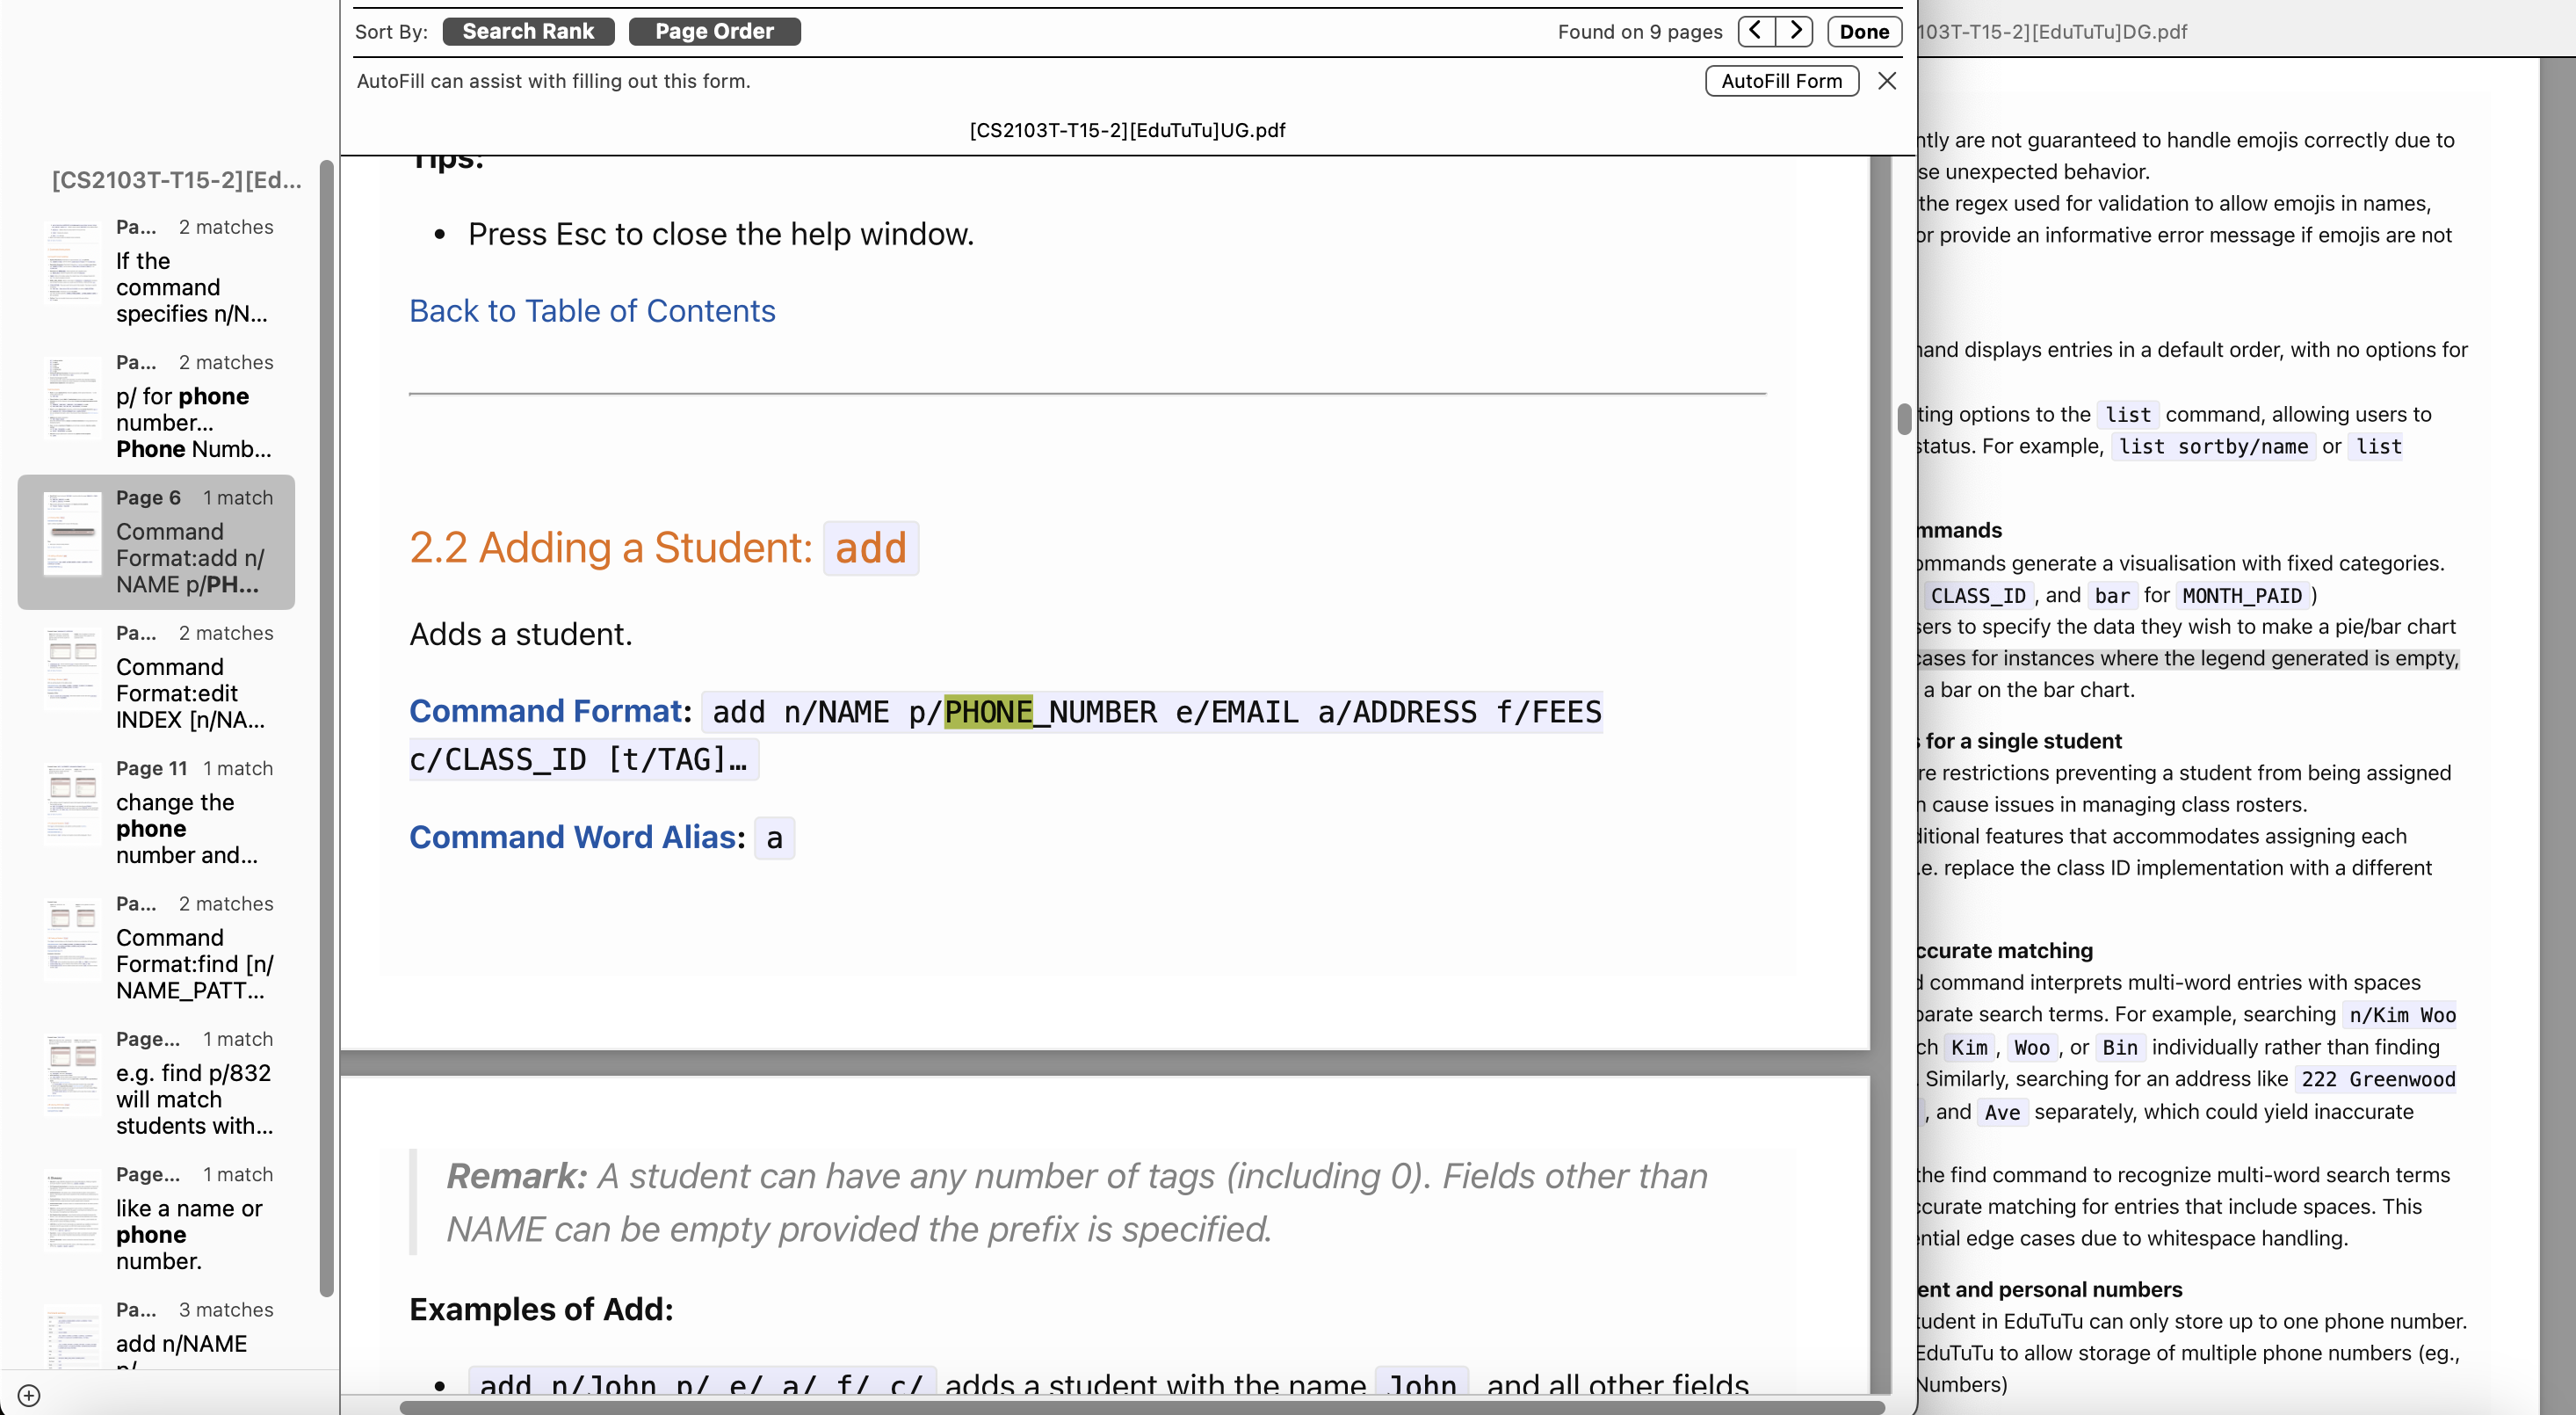 Sort By: Search Rank Page Order Found on 9 pages Done
AutoFill can assist with filling out this form. AutoFill Form
[CS2103T-T15-2][EduTuTu]UG.pdf
[CS2103T-T15-2][Ed...
Pa... 2 matches
If the
command
specifies n/N...
Pa... 2 matches
p/ for phone
number...
Phone Numb...
Page 6 1 match
Command
Format:add n/
NAME p/PH...
Pa... 2 matches
Command
Format:edit
INDEX [n/NA...
Page 11 1 match
change the
phone
number and...
Pa... 2 matches
Command
Format:find [n/
NAME_PATT...
Page... 1 match
e.g. find p/832
will match
students with...
Page... 1 match
like a name or
phone
number.
Pa... 3 matches
add n/NAME
p/
Tips:
• Press Esc to close the help window.
Back to Table of Contents
2.2 Adding a Student: add
Adds a student.
Command Format: add n/NAME p/PHONE_NUMBER e/EMAIL a/ADDRESS f/FEES
c/CLASS_ID [t/TAG]…
Command Word Alias: a
Remark: A student can have any number of tags (including 0). Fields other than
NAME can be empty provided the prefix is specified.
Examples of Add:
• add n/John p/ e/ a/ f/ c/ adds a student with the name John and all other fields
103T-T15-2][EduTuTu]DG.pdf
ntly are not guaranteed to handle emojis correctly due to
se unexpected behavior.
the regex used for validation to allow emojis in names,
or provide an informative error message if emojis are not
nand displays entries in a default order, with no options for
ting options to the list command, allowing users to
status. For example, list sortby/name or list
mmands
ommands generate a visualisation with fixed categories.
CLASS_ID , and bar for MONTH_PAID )
sers to specify the data they wish to make a pie/bar chart
cases for instances where the legend generated is empty,
a bar on the bar chart.
s for a single student
re restrictions preventing a student from being assigned
n cause issues in managing class rosters.
ditional features that accommodates assigning each
.e. replace the class ID implementation with a different
ccurate matching
d command interprets multi-word entries with spaces
parate search terms. For example, searching n/Kim Woo
ch Kim , Woo , or Bin individually rather than finding
. Similarly, searching for an address like 222 Greenwood
, and Ave separately, which could yield inaccurate
the find command to recognize multi-word search terms
ccurate matching for entries that include spaces. This
ential edge cases due to whitespace handling.
ent and personal numbers
tudent in EduTuTu can only store up to one phone number.
EduTuTu to allow storage of multiple phone numbers (eg.,
Numbers)